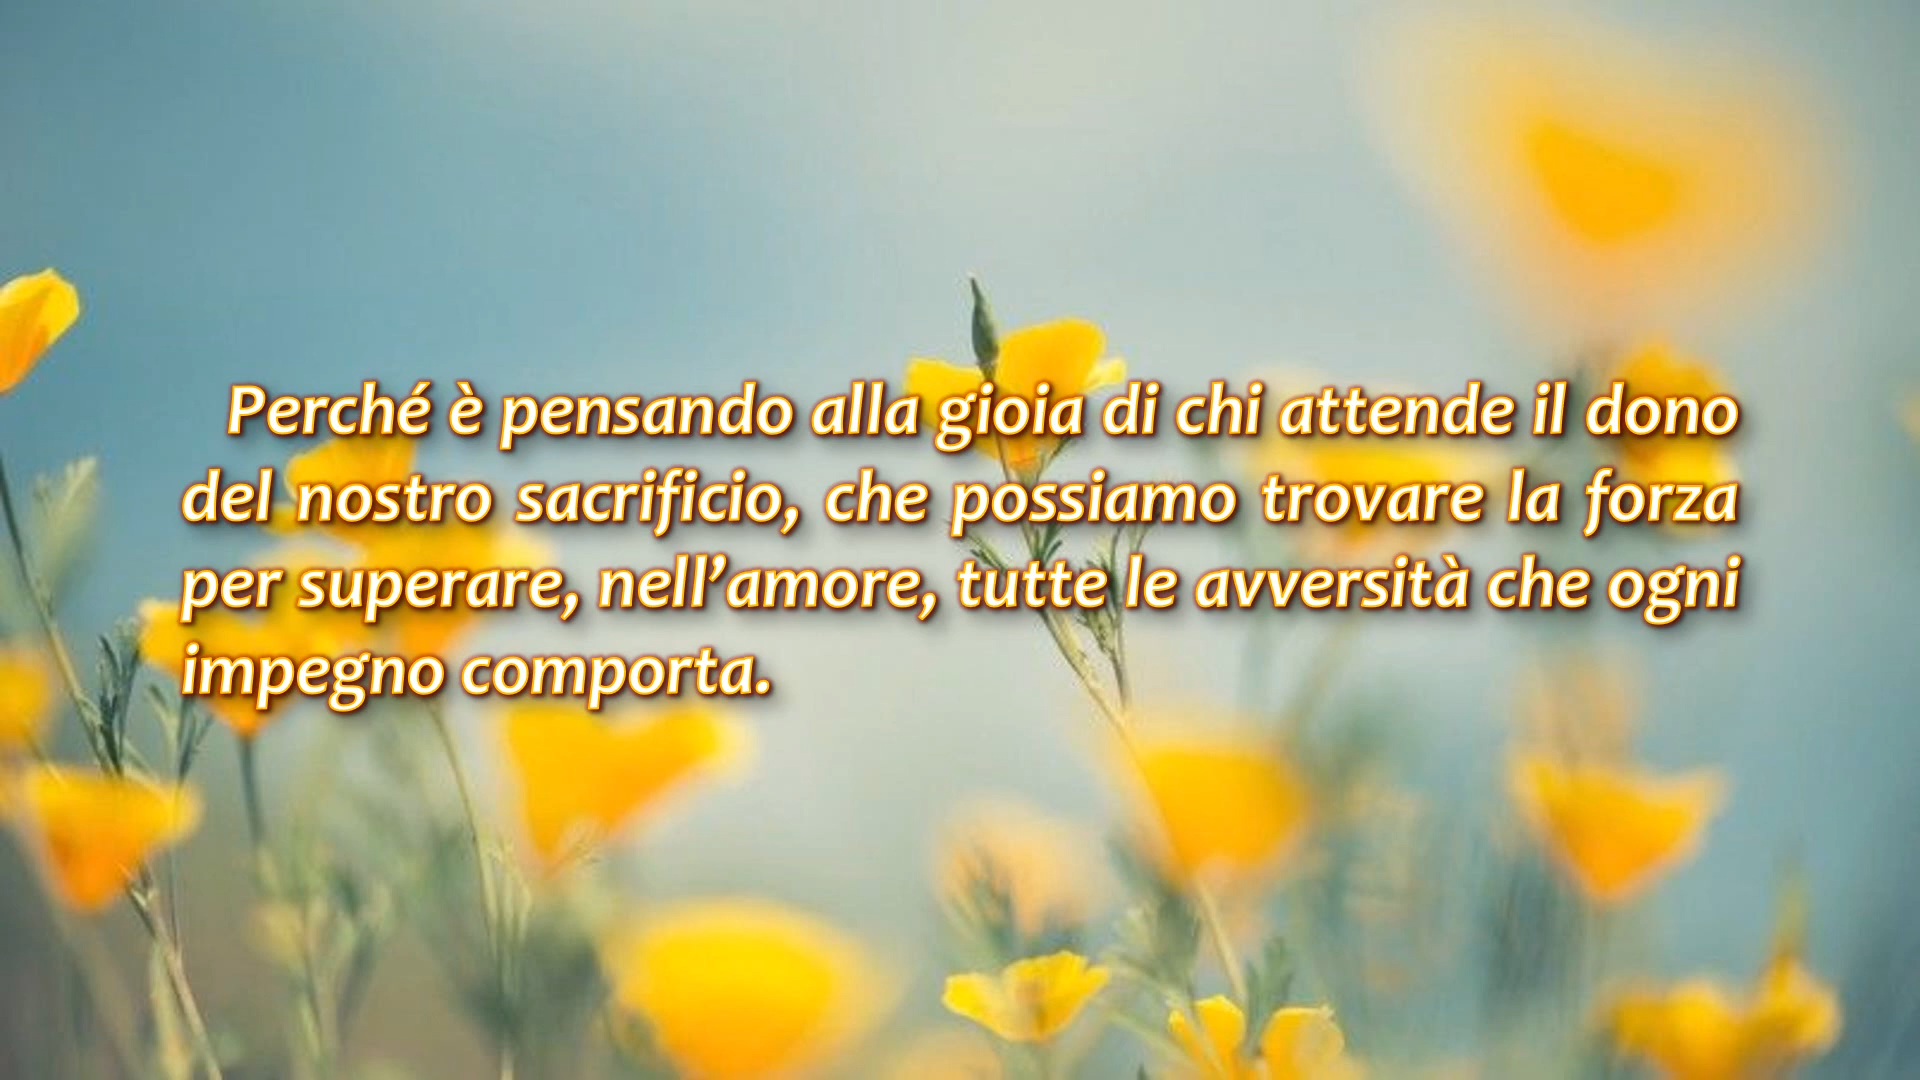 Perché è pensando alla gioia di chi attende il dono
del nostro sacrificio, che possiamo trovare la forza
per superare, nell’amore, tutte le avversità che ogni
impegno comporta.